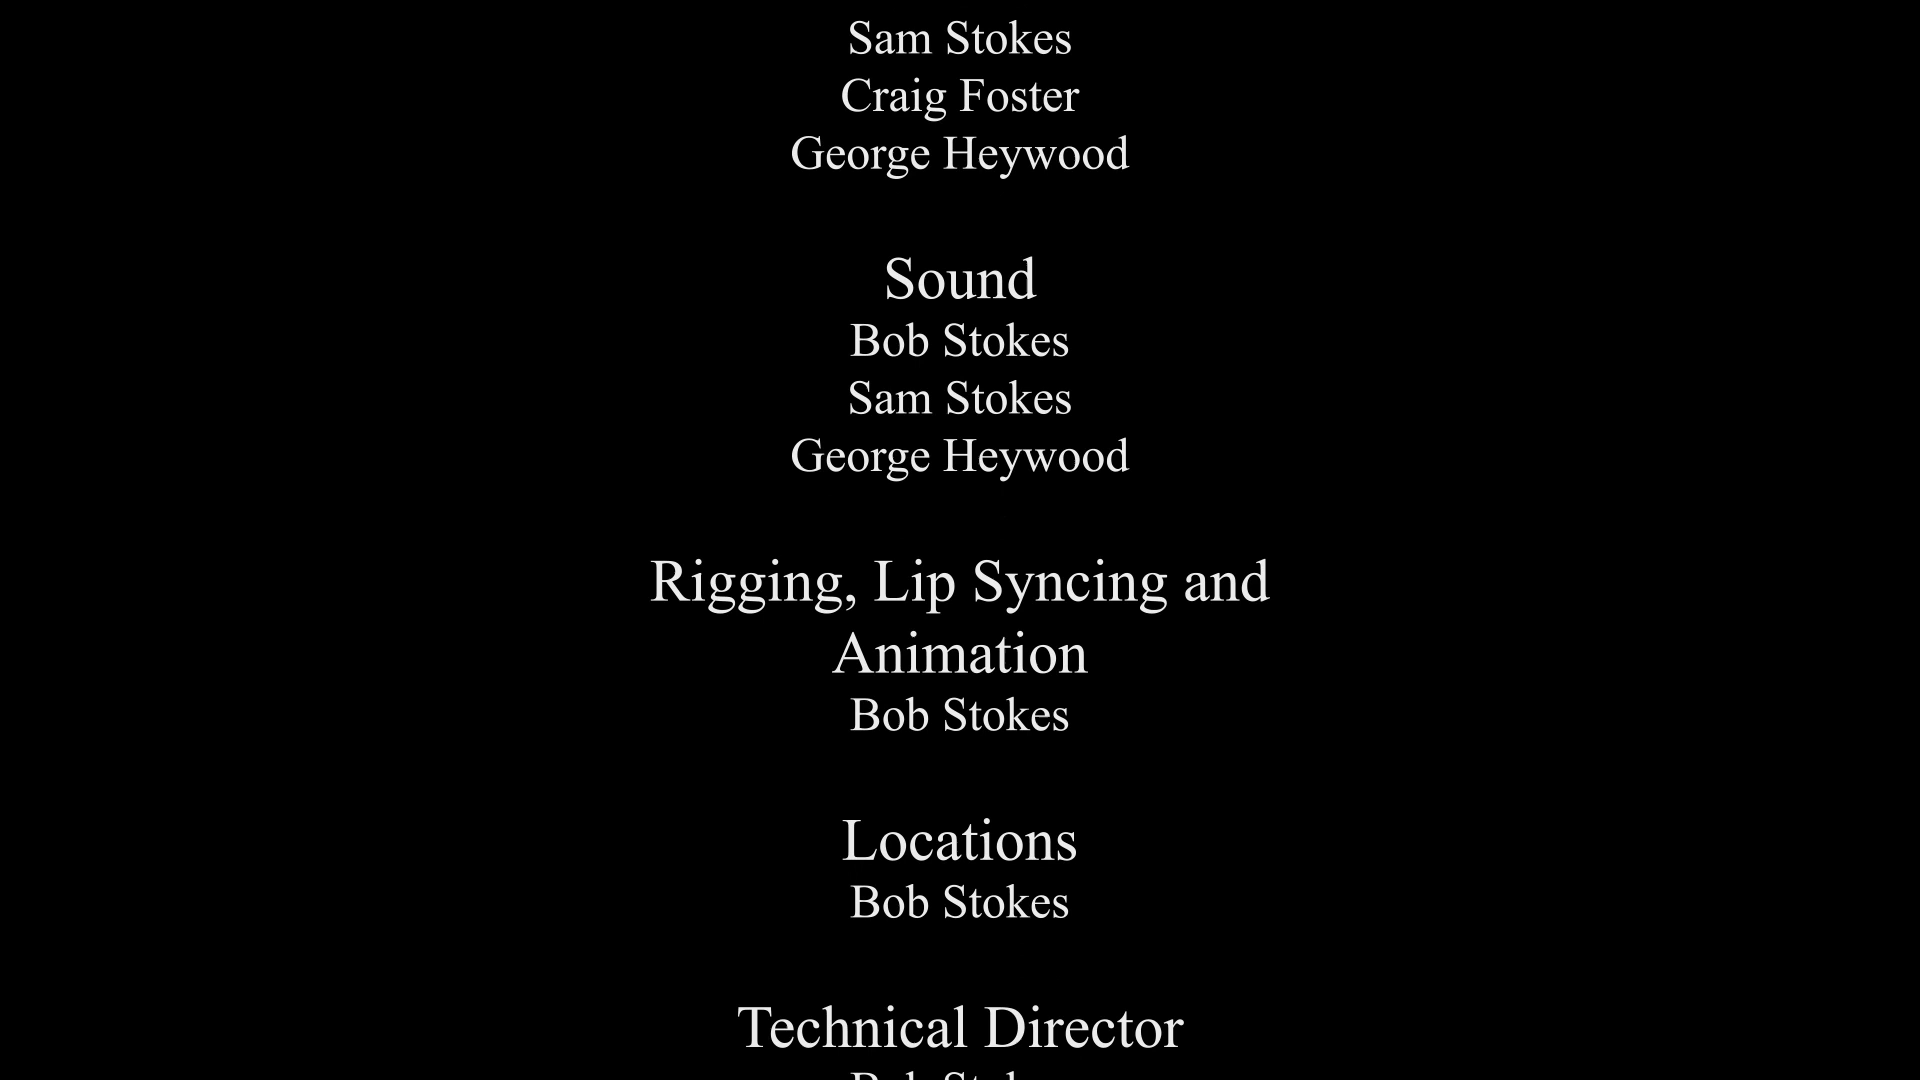 Sam Stokes
Craig Foster
George Heywood
Sound
Bob Stokes
Sam Stokes
George Heywood
Rigging, Lip Syncing and
Animation
Bob Stokes
Locations
Bob Stokes
Technical Director